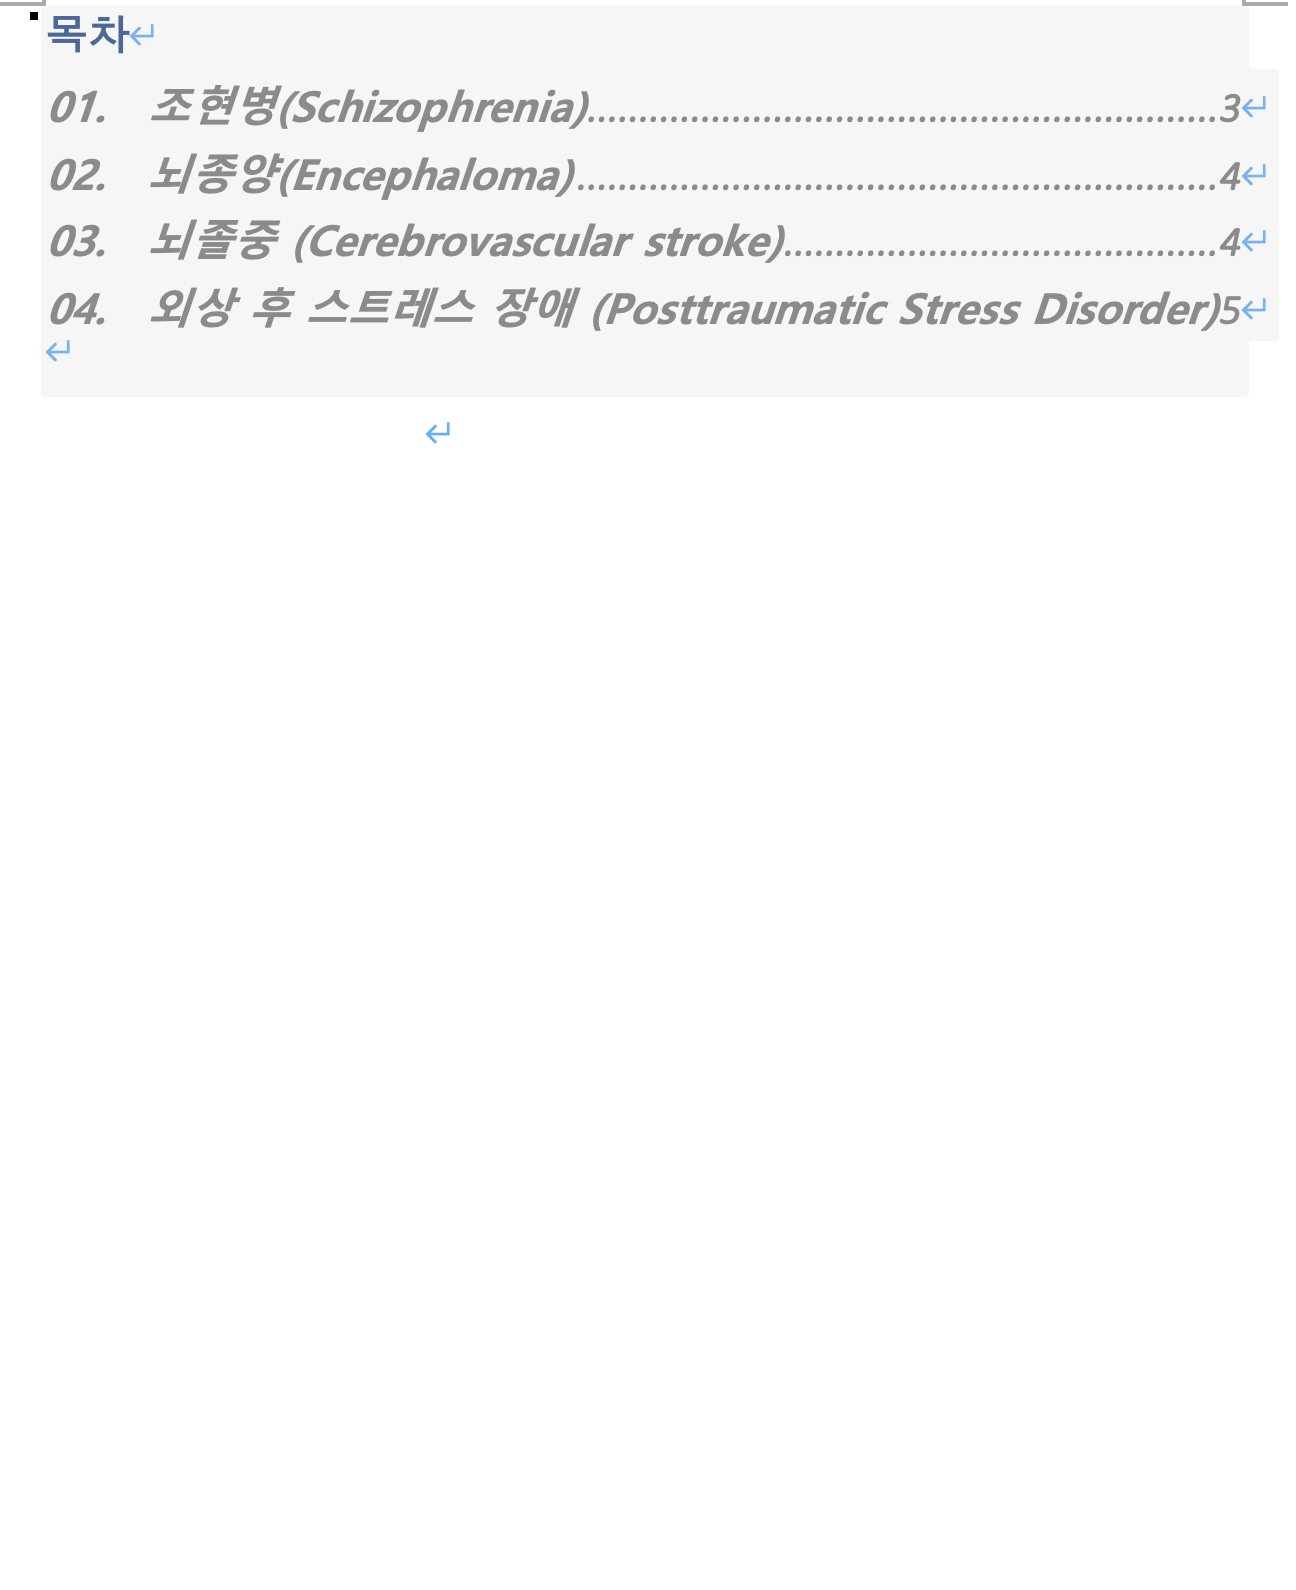 목차
01. 조현병(Schizophrenia)..............................................................3
02. 뇌종양(Encephaloma)...............................................................4
03. 뇌졸중 (Cerebrovascular stroke)..........................................4
04. 외상 후 스트레스 장애 (Posttraumatic Stress Disorder)5